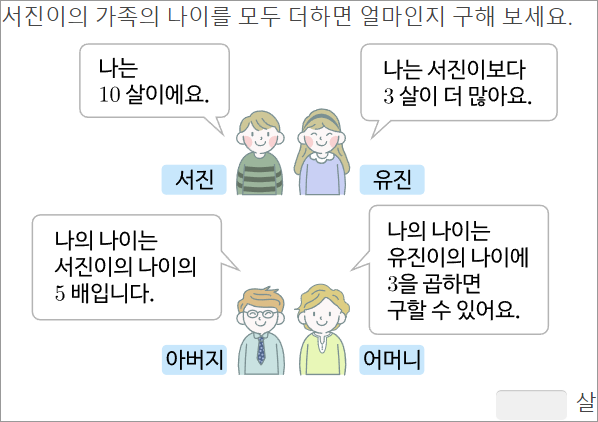 서진이의 가족의 나이를 모두 더하면 얼마인지 구해 보세요.
나는
10 살이에요.
나는 서진이보다
3 살이 더 많아요.
서진
유진
나의 나이는
서진이의 나이의
5 배입니다.
나의 나이는
유진이의 나이에
3을 곱하면
구할 수 있어요.
아버지
어머니
살